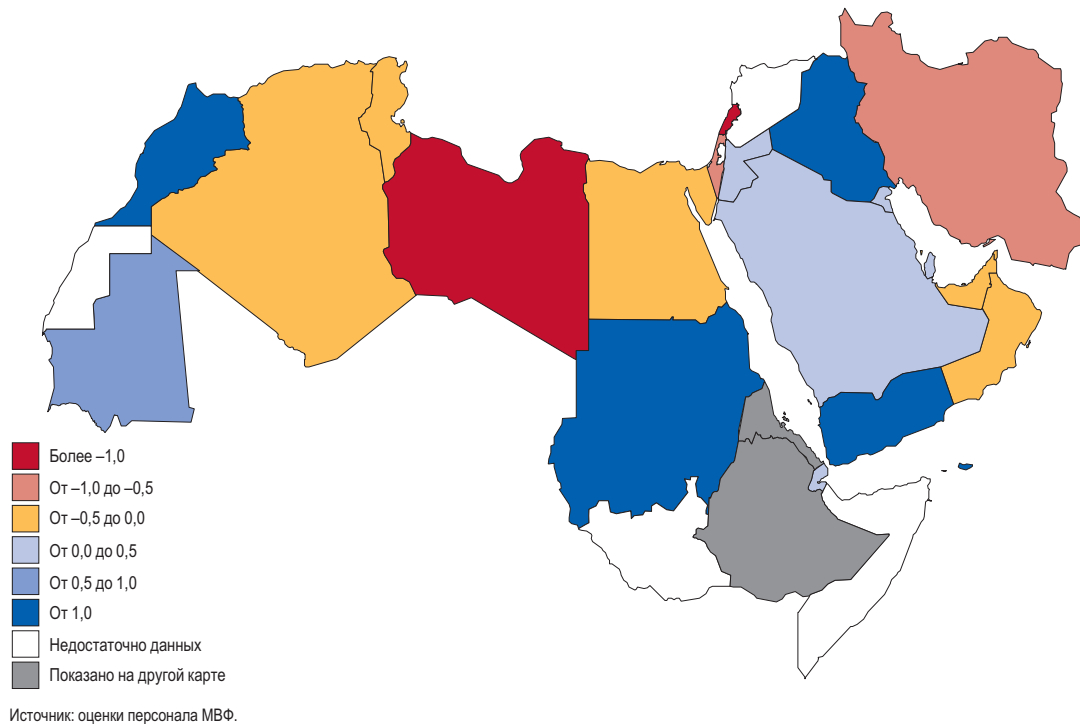 Более –1,0
От –1,0 до –0,5
От –0,5 до 0,0
От 0,0 до 0,5
От 0,5 до 1,0
От 1,0
Недостаточно данных
Показано на другой карте
Источник: оценки персонала МВФ.